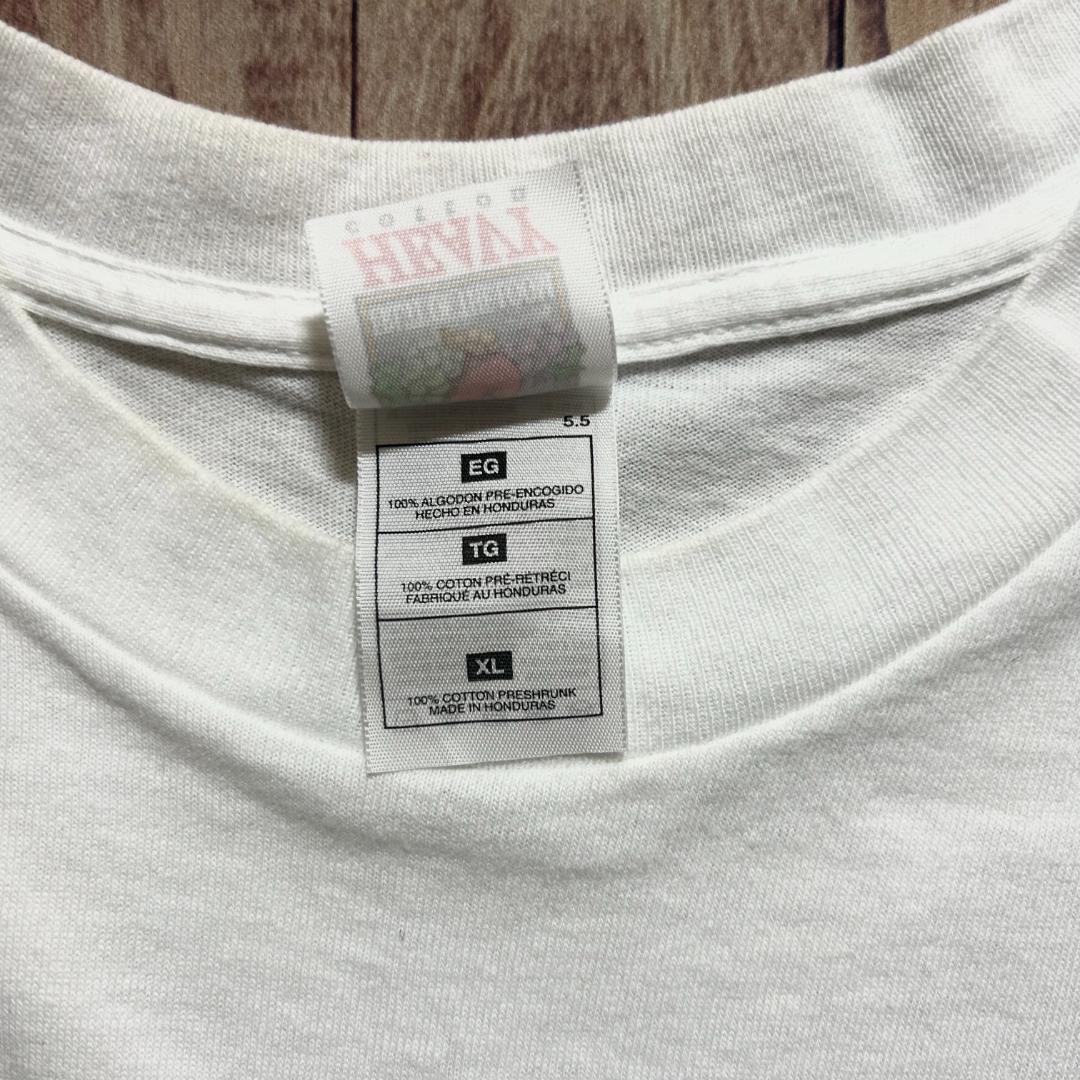 HEAVY
5.5
EG
100% ALGODON PRE-ENCOGIDO
HECHO EN HONDURAS
TG
100% COTON PRÉ-RÉTRÉCI
FABRIQUÉ AU HONDURAS
XL
100% COTTON PRESHRUNK
MADE IN HONDURAS